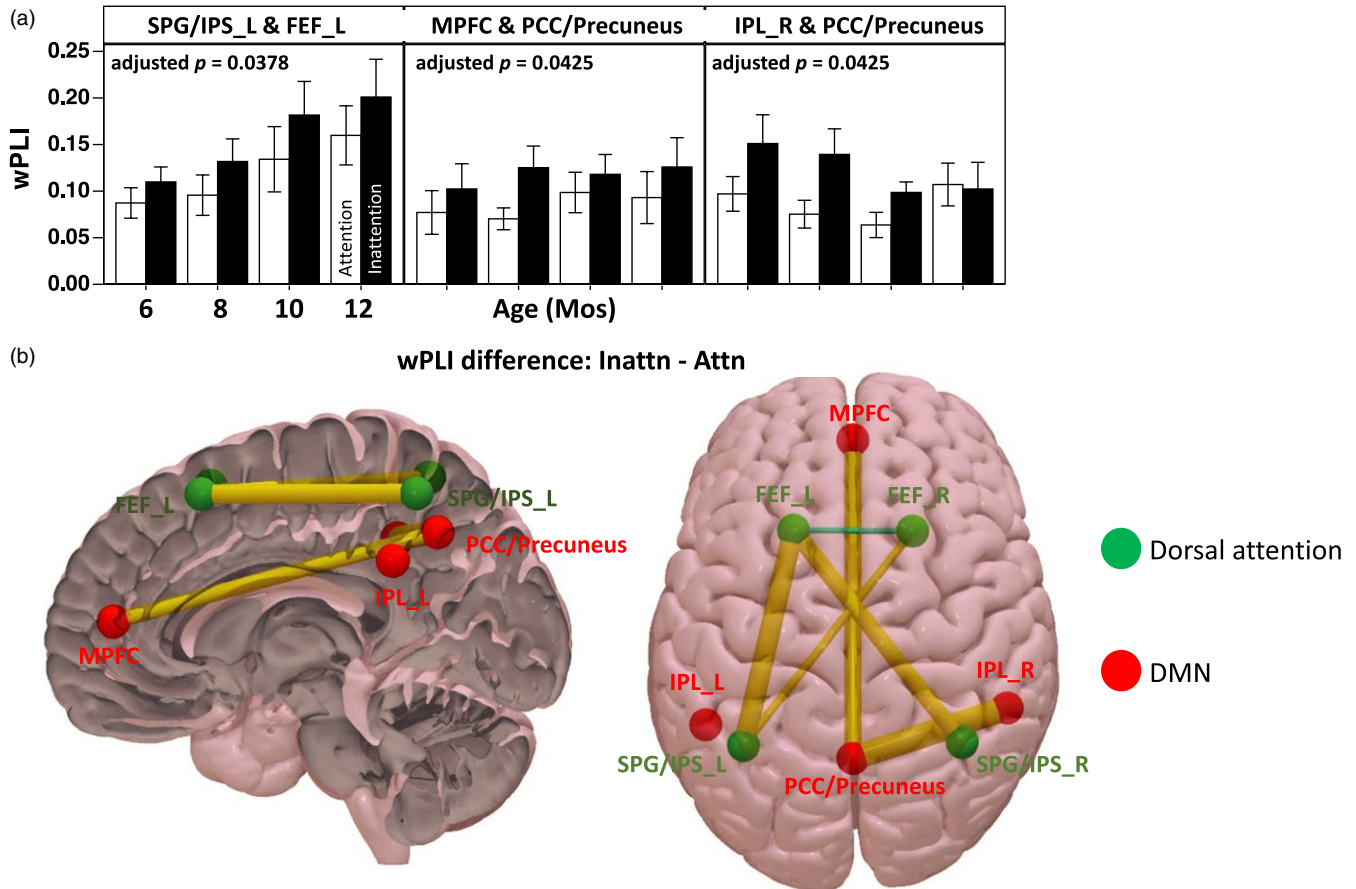 (a)
SPG/IPS_L & FEF_L
MPFC & PCC/Precuneus
IPL_R & PCC/Precuneus
adjusted p = 0.0378
adjusted p = 0.0425
adjusted p = 0.0425
wPLI
0.25
0.20
0.15
0.10
0.05
0.00
Attention
Inattention
6 8 10 12
Age (Mos)
(b)
wPLI difference: Inattn - Attn
FEF_L
SPG/IPS_L
PCC/Precuneus
IPL_L
MPFC
MPFC
FEF_L
FEF_R
IPL_L
IPL_R
SPG/IPS_L
SPG/IPS_R
PCC/Precuneus
Dorsal attention
DMN